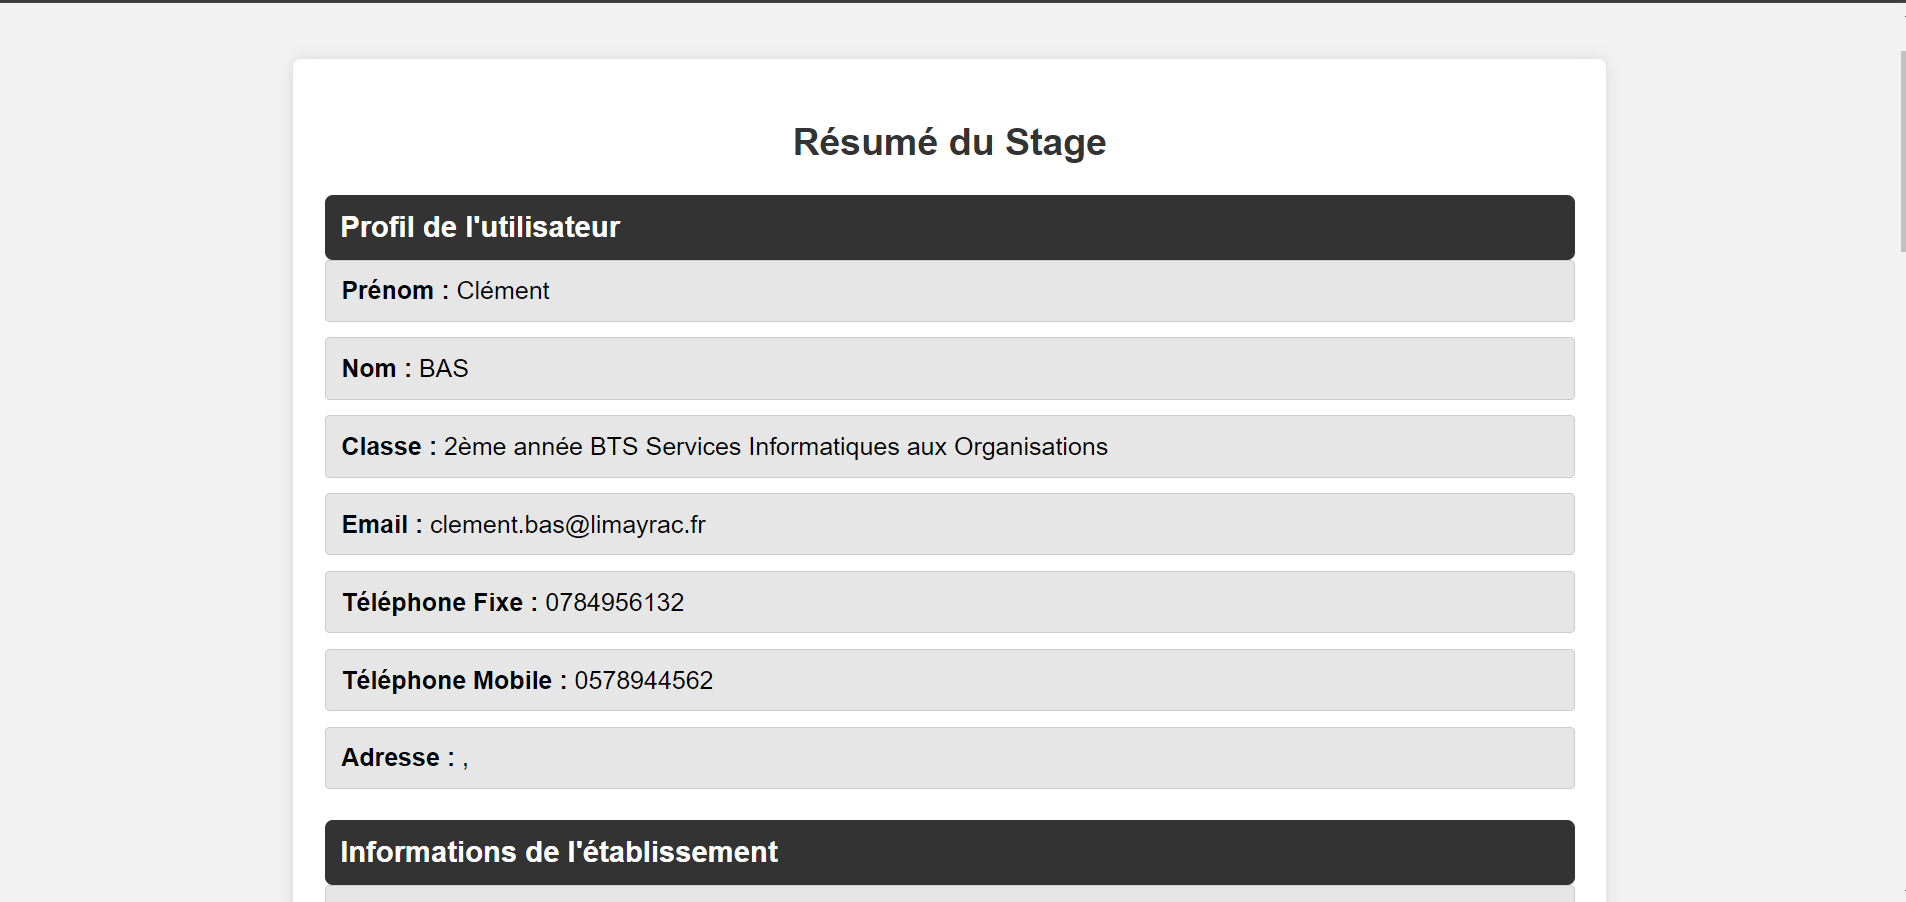 Résumé du Stage
Profil de l'utilisateur
Prénom : Clément
Nom : BAS
Classe : 2ème année BTS Services Informatiques aux Organisations
Email : clement.bas@limayrac.fr
Téléphone Fixe : 0784956132
Téléphone Mobile : 0578944562
Adresse : ,
Informations de l'établissement